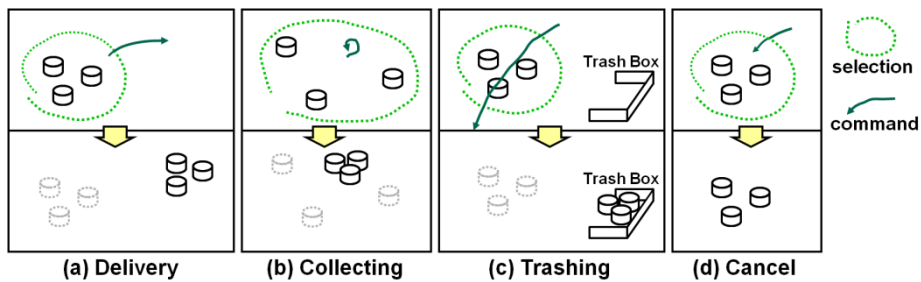 Trash Box
selection
command
Trash Box
(a) Delivery
(b) Collecting
(c) Trashing
(d) Cancel